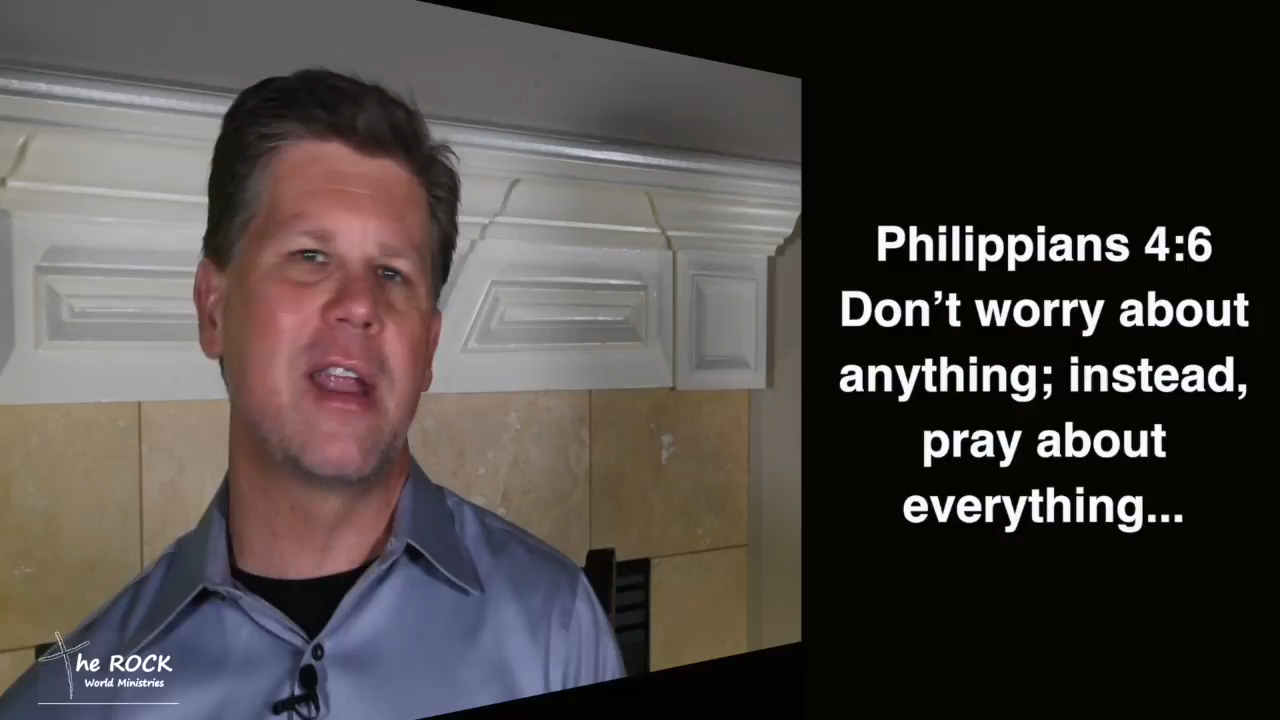 Philippians 4:6
Don’t worry about
anything; instead,
pray about
everything...
The ROCK
World Ministries